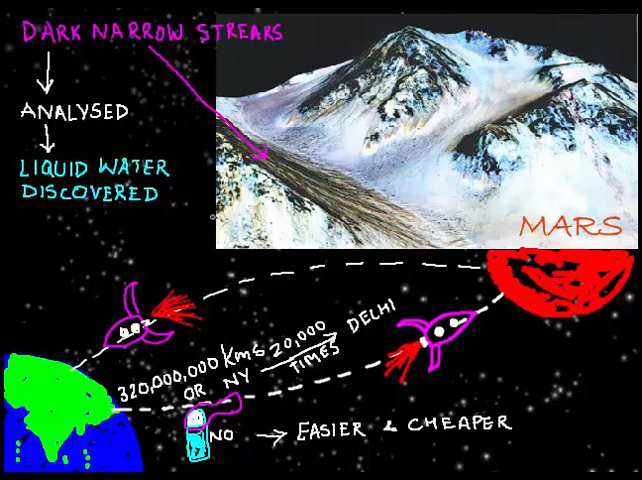 DARK NARROW STREAKS
ANALYSED
LIQUID WATER
DISCOVERED
MARS
320,000,000 Kms
OR NY 20,000 TIMES DELHI
NO → EASIER & CHEAPER